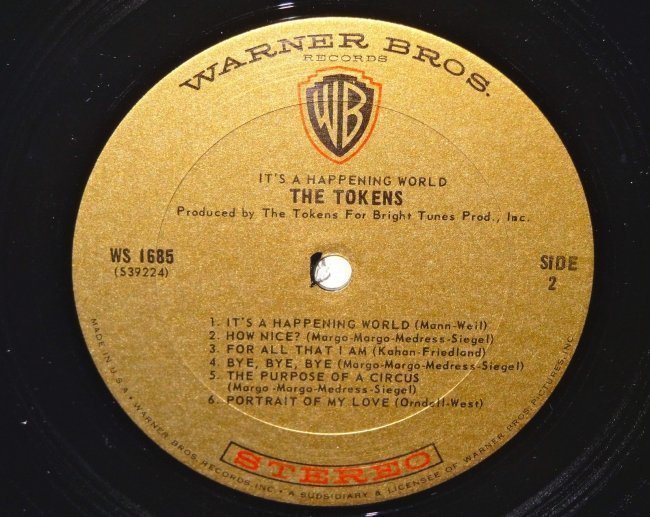 WARNER BROS.
RECORDS
WB
IT'S A HAPPENING WORLD
THE TOKENS
Produced by The Tokens For Bright Tunes Prod., Inc.
WS 1685
(S39224)
SIDE
2
1. IT'S A HAPPENING WORLD (Mann-Weil)
2. HOW NICE? (Margo-Margo-Medress-Siegel)
3. FOR ALL THAT I AM (Kahan-Friedland)
4. BYE, BYE, BYE (Margo-Margo-Medress-Siegel)
5. THE PURPOSE OF A CIRCUS
(Margo-Margo-Medress-Siegel)
6. PORTRAIT OF MY LOVE (Orndell-West)
STEREO
MADE IN U.S.A. • WARNER BROS. RECORDS INC. • A SUBSIDIARY & LICENSEE OF WARNER BROS. PICTURES, INC.